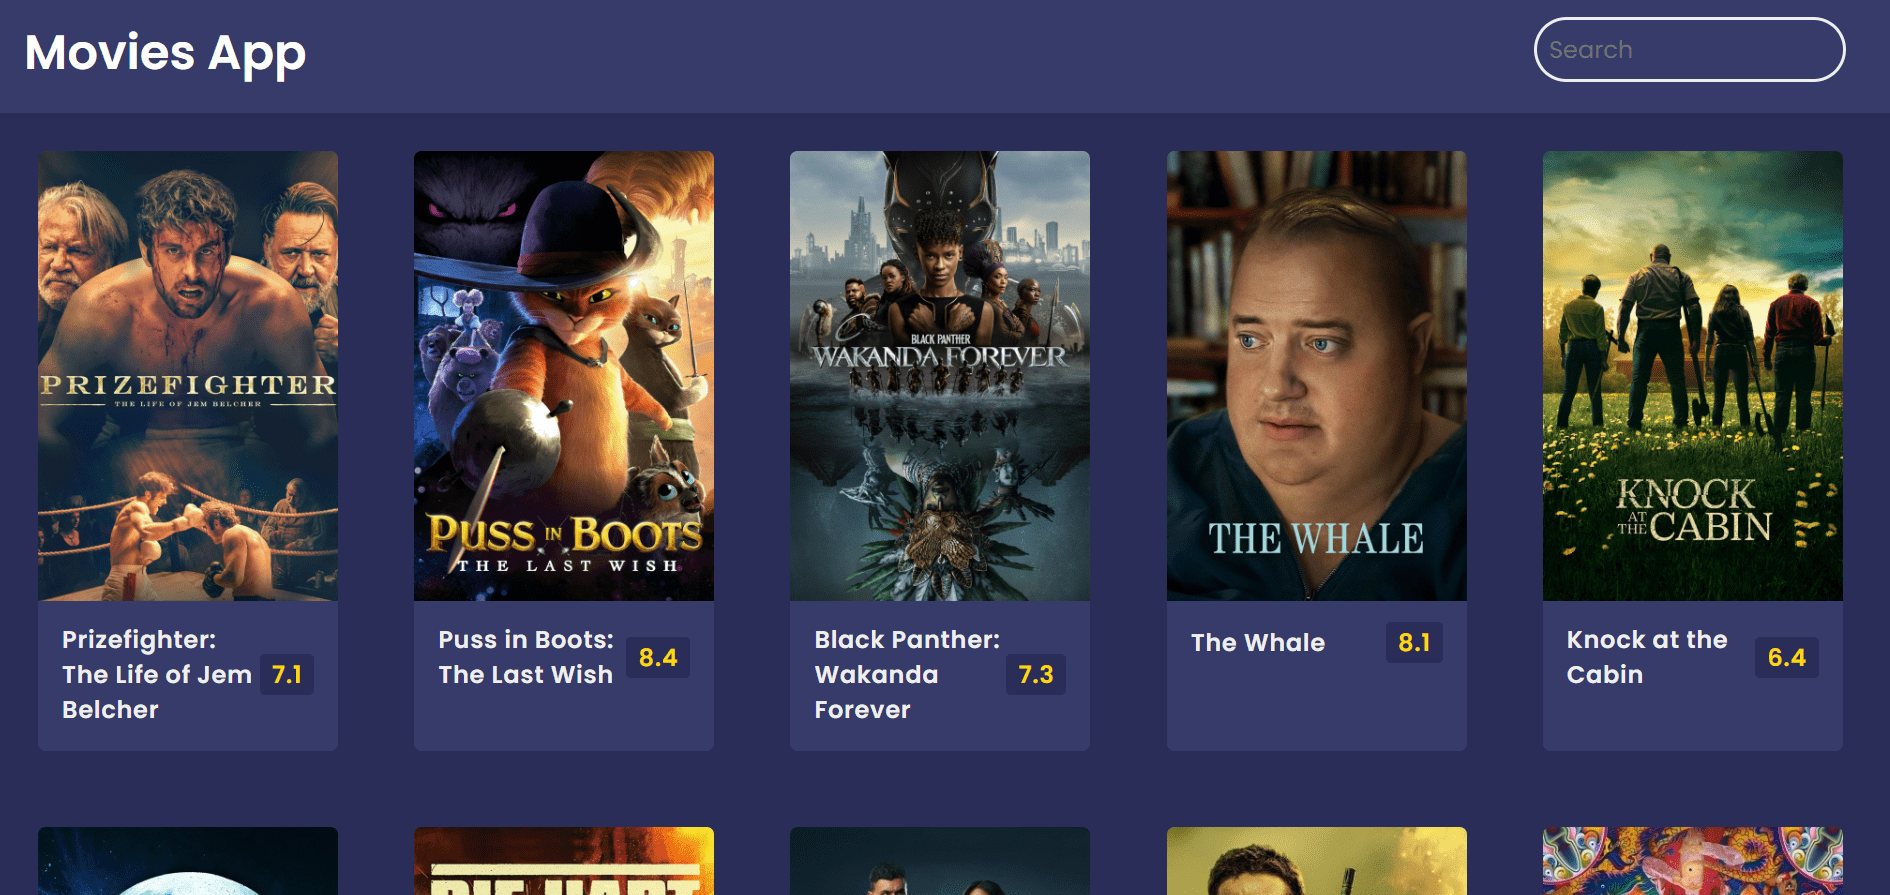 Movies App
Search
PRIZEFIGHTER
THE LIFE OF JEM BELCHER
PUSS IN BOOTS
THE LAST WISH
BLACK PANTHER
WAKANDA FOREVER
THE WHALE
KNOCK
AT
THE CABIN
Prizefighter:
The Life of Jem
Belcher
7.1
Puss in Boots:
The Last Wish
8.4
Black Panther:
Wakanda
Forever
7.3
The Whale
8.1
Knock at the
Cabin
6.4
DIE HART